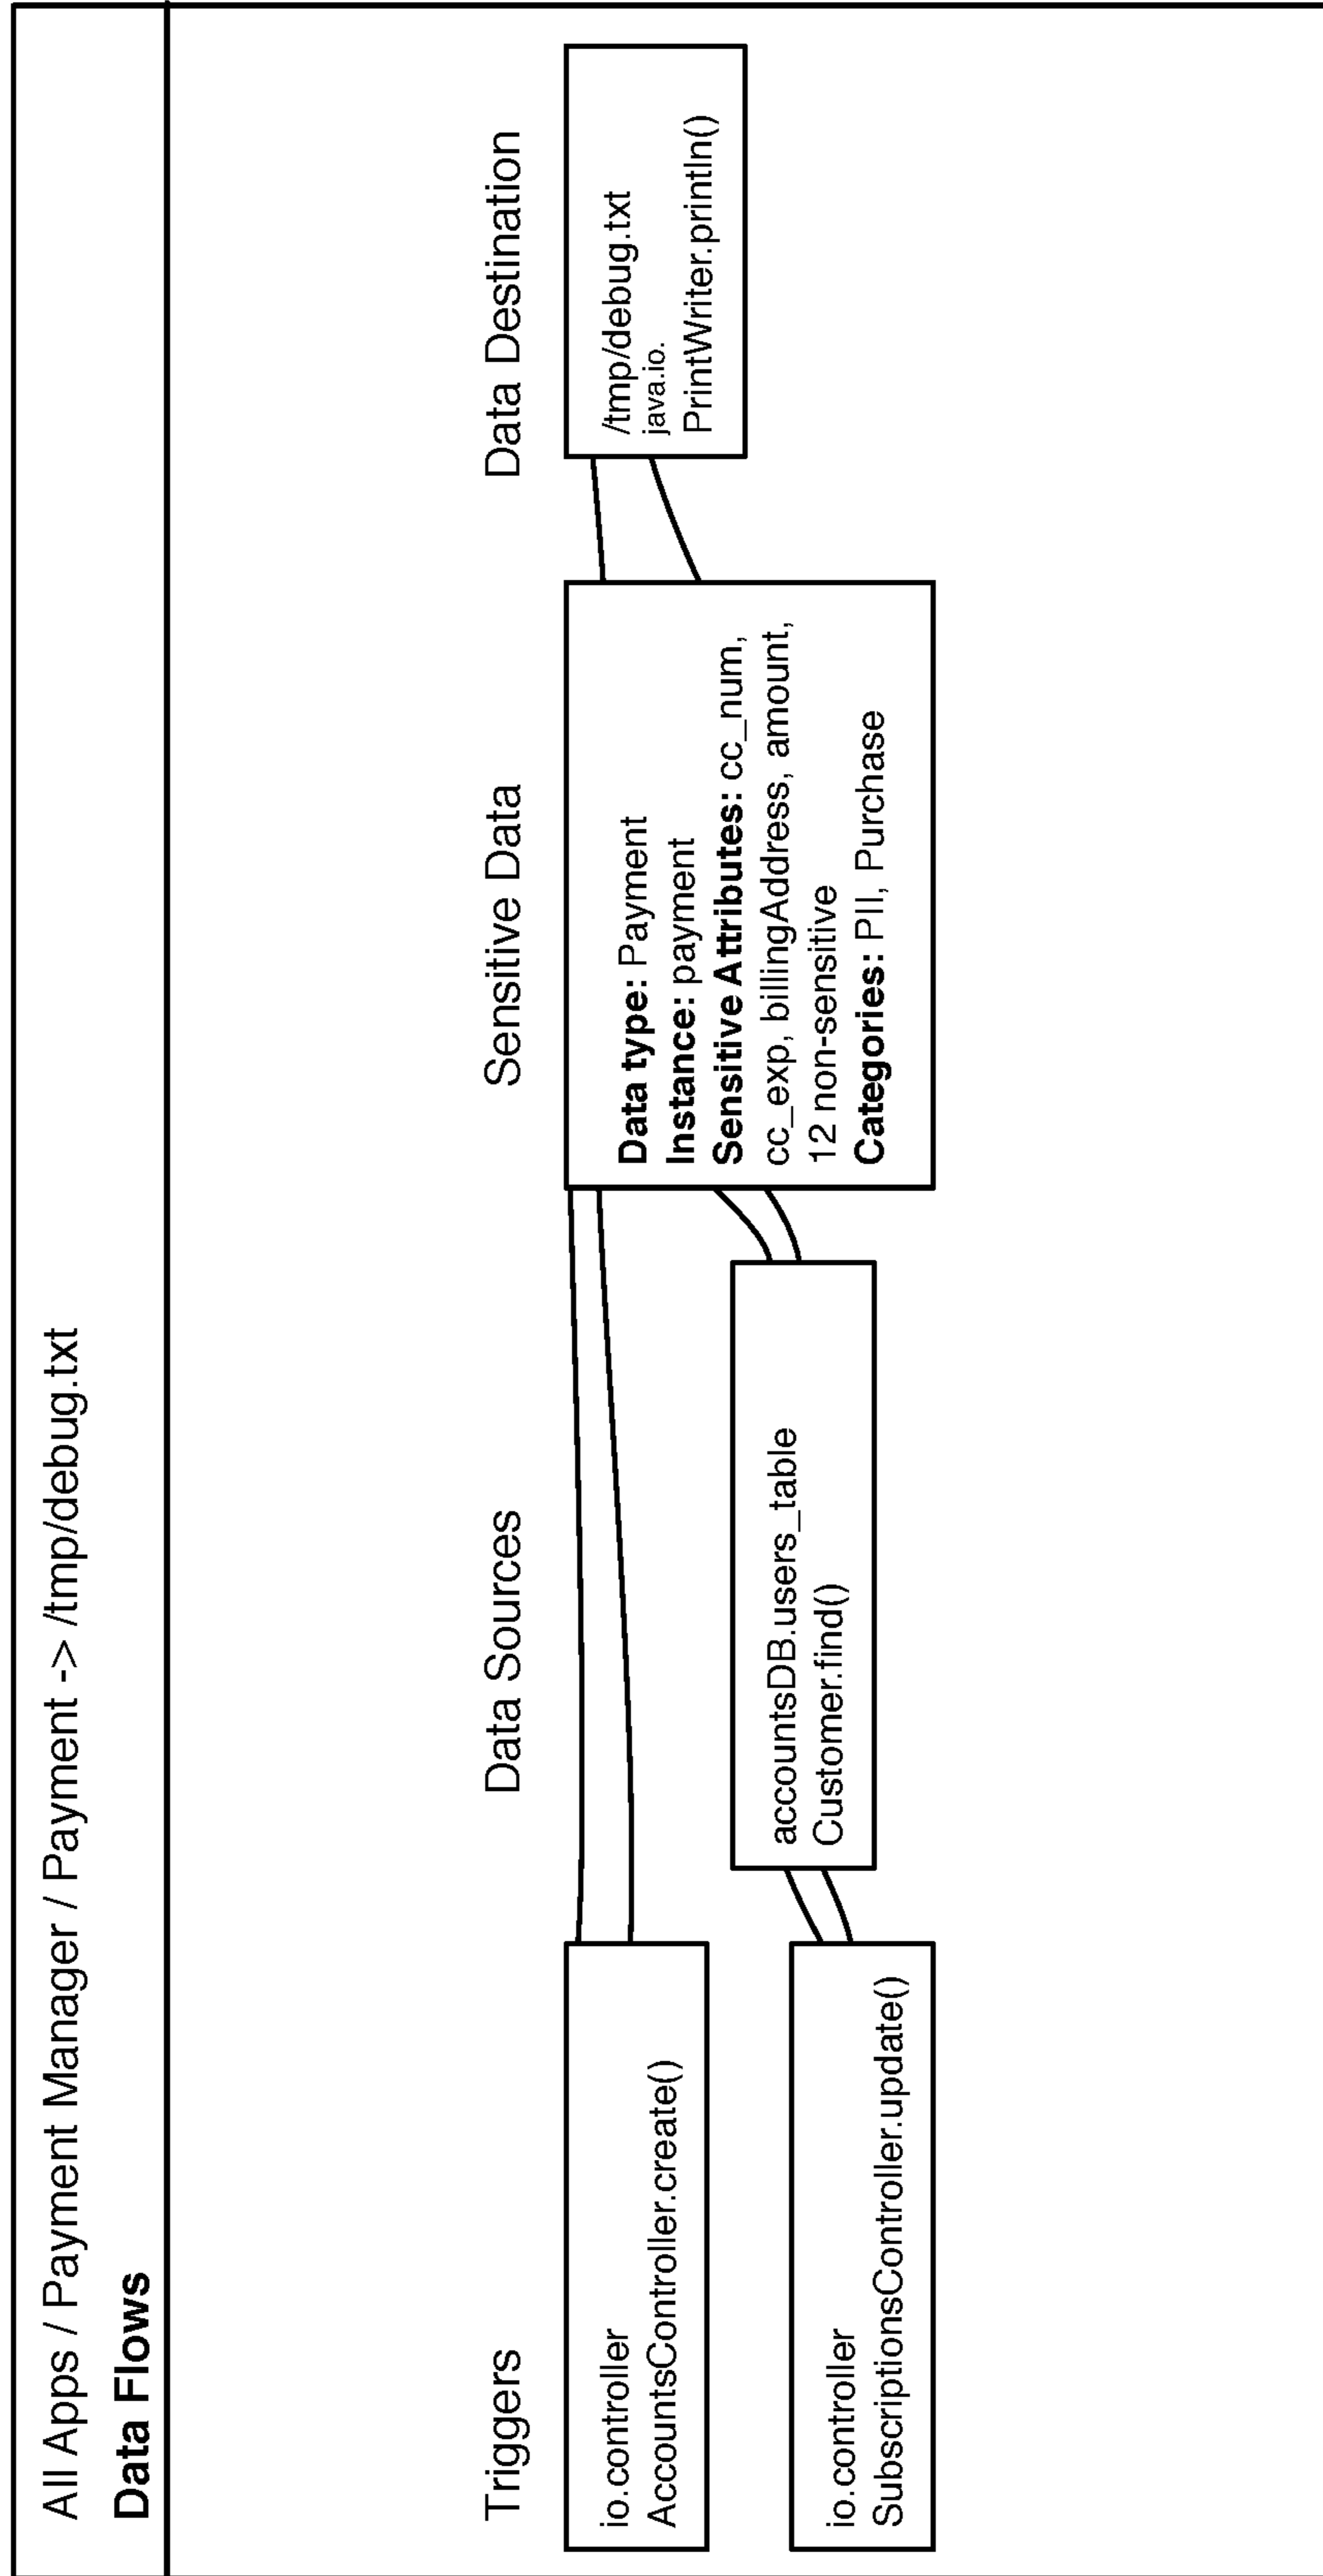 All Apps / Payment Manager / Payment -> /tmp/debug.txt
Data Flows
Triggers
Data Sources
Sensitive Data
Data Destination
io.controller
AccountsController.create()
io.controller
SubscriptionsController.update()
accountsDB.users_table
Customer.find()
Data type: Payment
Instance: payment
Sensitive Attributes: cc_num,
cc_exp, billingAddress, amount,
12 non-sensitive
Categories: PII, Purchase
/tmp/debug.txt
java.io.
PrintWriter.println()